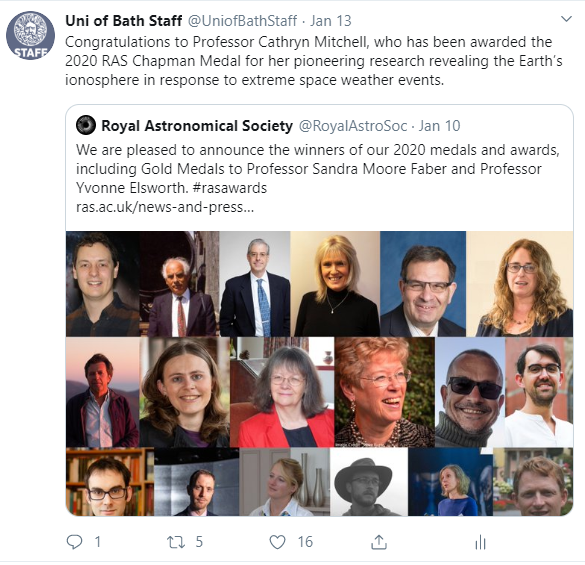 Uni of Bath Staff @UniofBathStaff · Jan 13
Congratulations to Professor Cathryn Mitchell, who has been awarded the
2020 RAS Chapman Medal for her pioneering research revealing the Earth's
ionosphere in response to extreme space weather events.
STAFF
Royal Astronomical Society @RoyalAstroSoc · Jan 10
We are pleased to announce the winners of our 2020 medals and awards,
including Gold Medals to Professor Sandra Moore Faber and Professor
Yvonne Elsworth. #rasawards
ras.ac.uk/news-and-press...
1 5 16